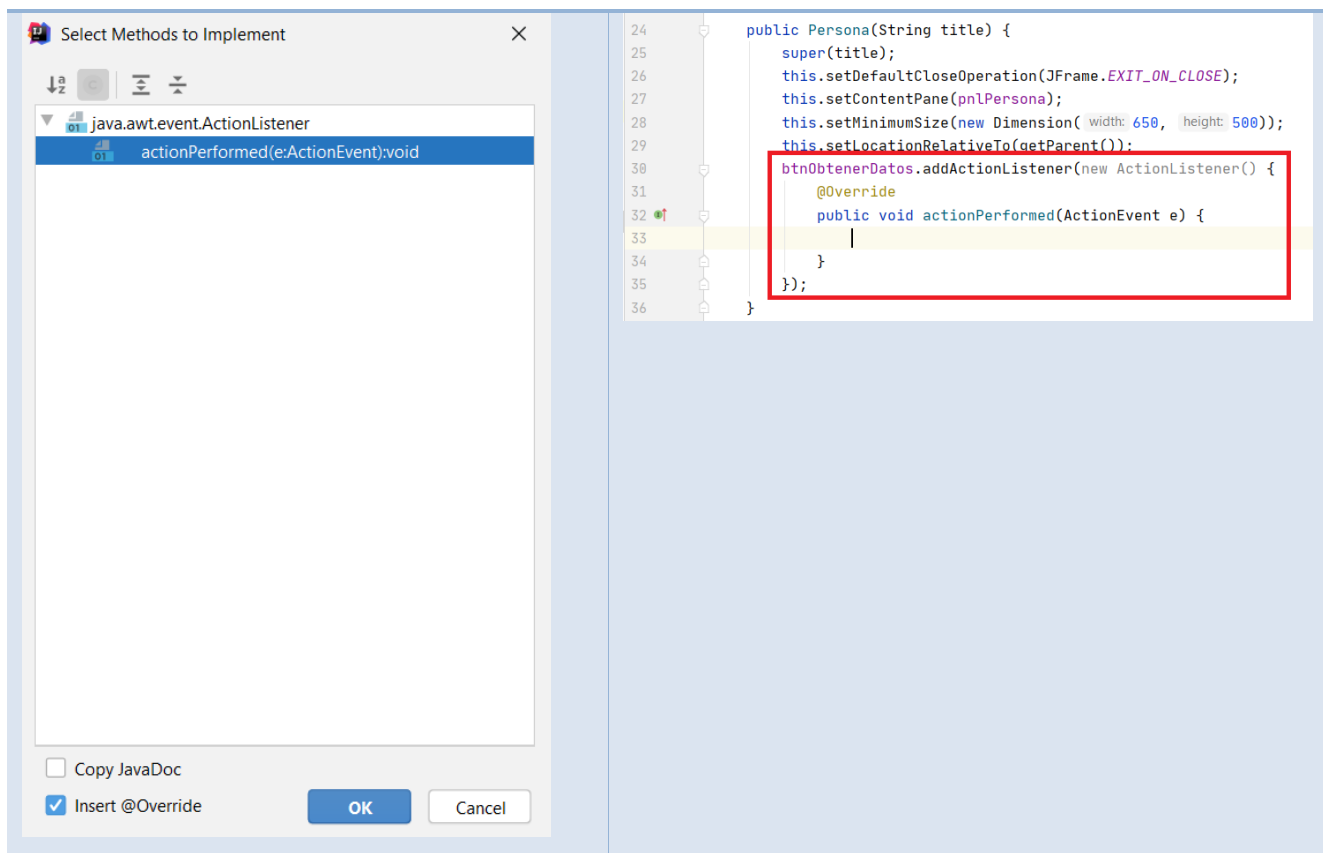 Select Methods to Implement
java.awt.event.ActionListener
actionPerformed(e:ActionEvent):void
Copy JavaDoc
Insert @Override
OK
Cancel
24 public Persona(String title) {
25 super(title);
26 this.setDefaultCloseOperation(JFrame.EXIT_ON_CLOSE);
27 this.setContentPane(pnlPersona);
28 this.setMinimumSize(new Dimension( width: 650, height: 500));
29 this.setLocationRelativeTo(getParent());
30 btnObtenerDatos.addActionListener(new ActionListener() {
31 @Override
32 public void actionPerformed(ActionEvent e) {
33
34 }
35 });
36 }